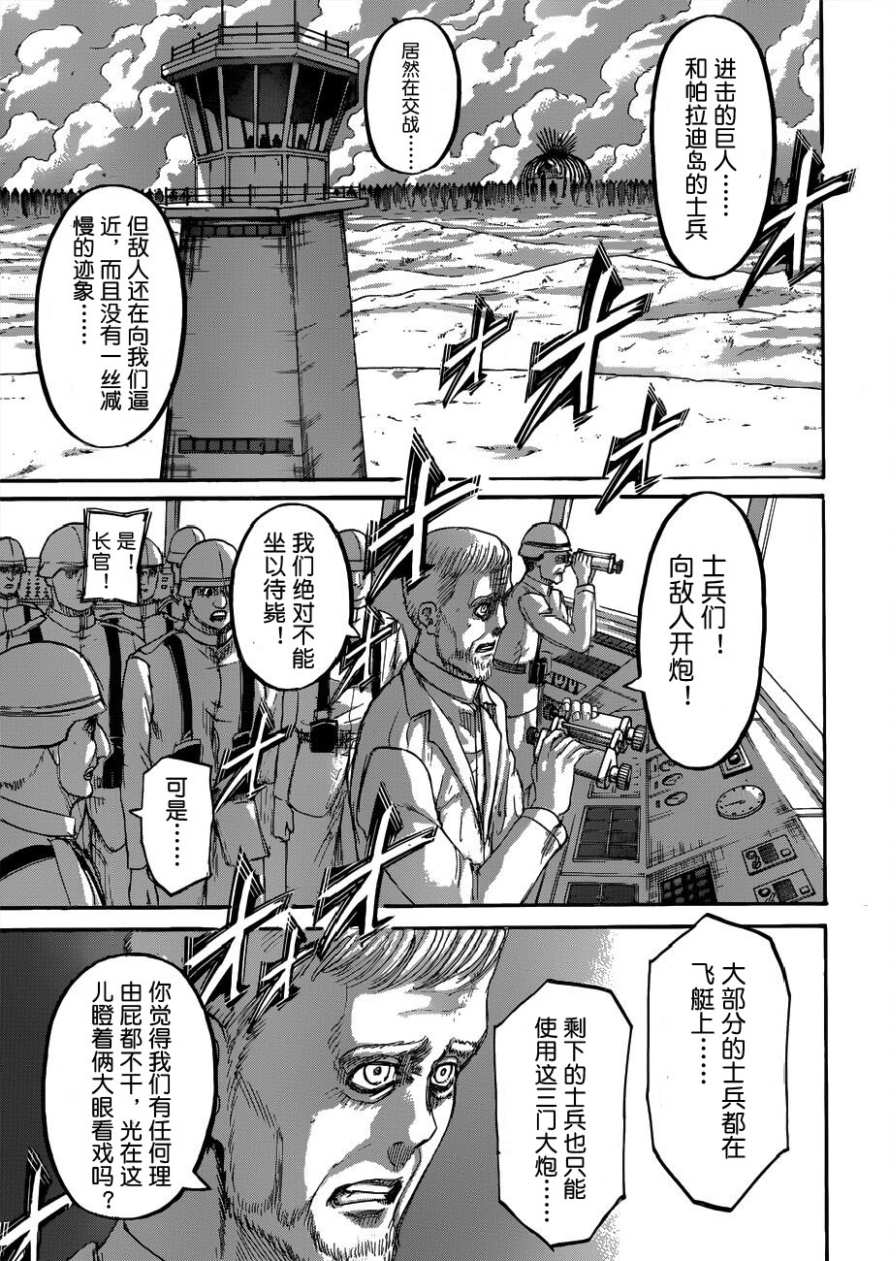 进击的巨人……
和帕拉迪岛的士兵
居然在交战……
但敌人还在向我们逼
近，而且没有一丝减
慢的迹象……
士兵们！
向敌人开炮！
我们绝对不能
坐以待毙！
是！
长官！
可是……
大部分的士兵都在
飞艇上……
剩下的士兵也只能
使用这三门大炮……
你觉得我们有任何理
由屁都不干，光在这
儿瞪着俩大眼看戏吗？